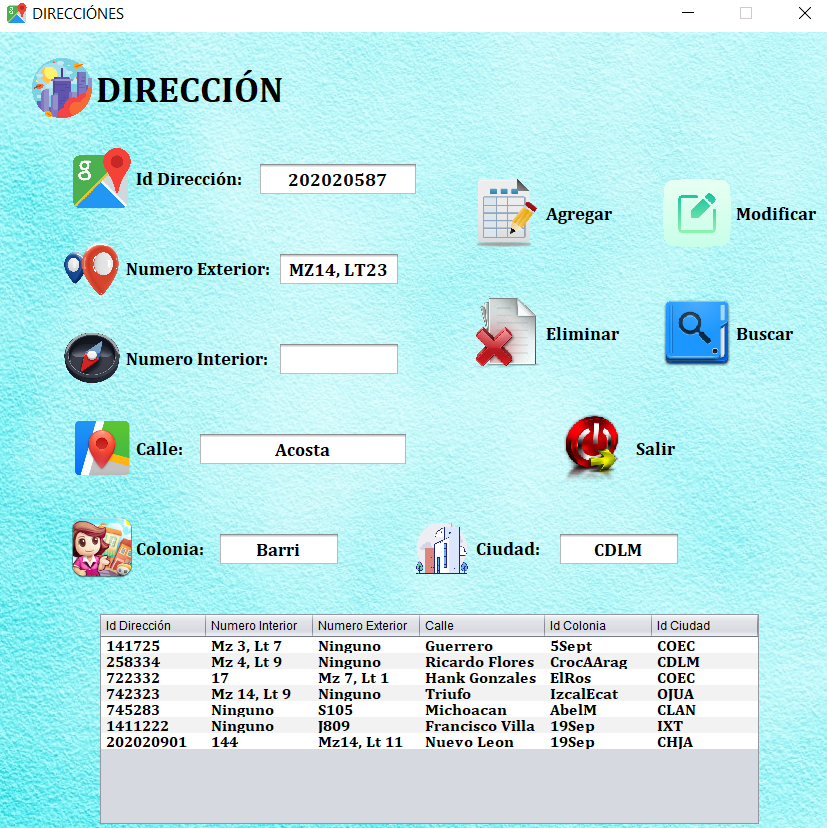 DIRECCIÓNES
DIRECCIÓN
g Id Dirección: 202020587
Agregar Modificar
Numero Exterior: MZ14, LT23
Eliminar Buscar
Numero Interior:
Calle: Acosta
Salir
Colonia: Barri Ciudad: CDLM
Id Dirección Numero Interior Numero Exterior Calle Id Colonia Id Ciudad
141725 Mz 3, Lt 7 Ninguno Guerrero 5Sept COEC
258334 Mz 4, Lt 9 Ninguno Ricardo Flores CrocAArag CDLM
722332 17 Mz 7, Lt 1 Hank Gonzales ElRos COEC
742323 Mz 14, Lt 9 Ninguno Triufo IzcalEcat OJUA
745283 Ninguno S105 Michoacan AbelM CLAN
1411222 Ninguno J809 Francisco Villa 19Sep IXT
202020901 144 Mz14, Lt 11 Nuevo Leon 19Sep CHJA